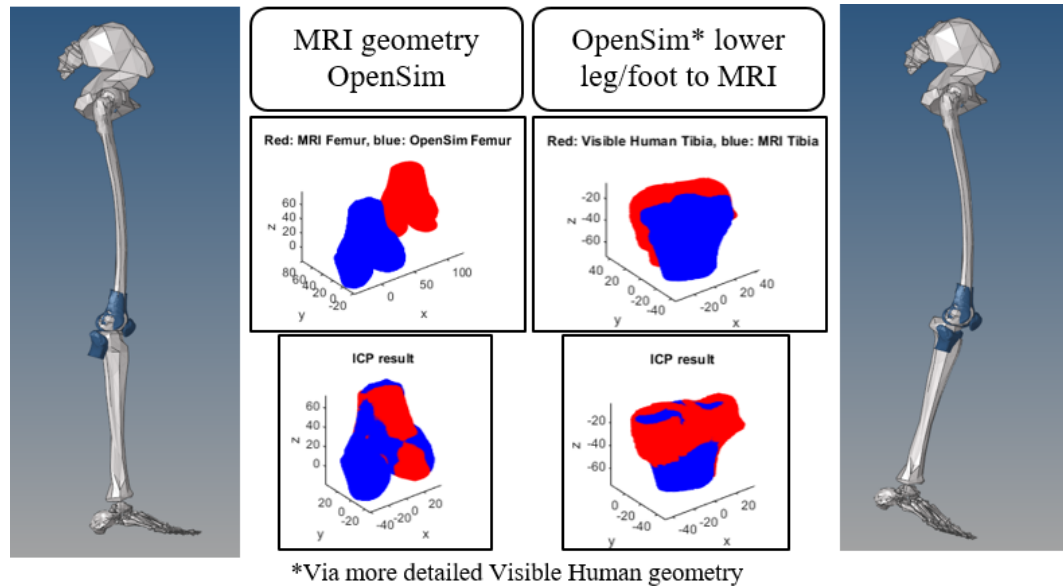 MRI geometry
OpenSim
OpenSim* lower
leg/foot to MRI
Red: MRI Femur, blue: OpenSim Femur
60
40
20
0
z
80
60
40
20
0
-20
y
0
50
100
x
Red: Visible Human Tibia, blue: MRI Tibia
-20
-40
-60
z
40
20
0
-20
-40
y
-20
0
20
40
x
ICP result
60
40
20
0
z
20
0
-20
y
-40
-20
0
20
x
ICP result
-20
-40
-60
z
20
0
-20
-40
y
-40
-20
0
20
40
x
*Via more detailed Visible Human geometry